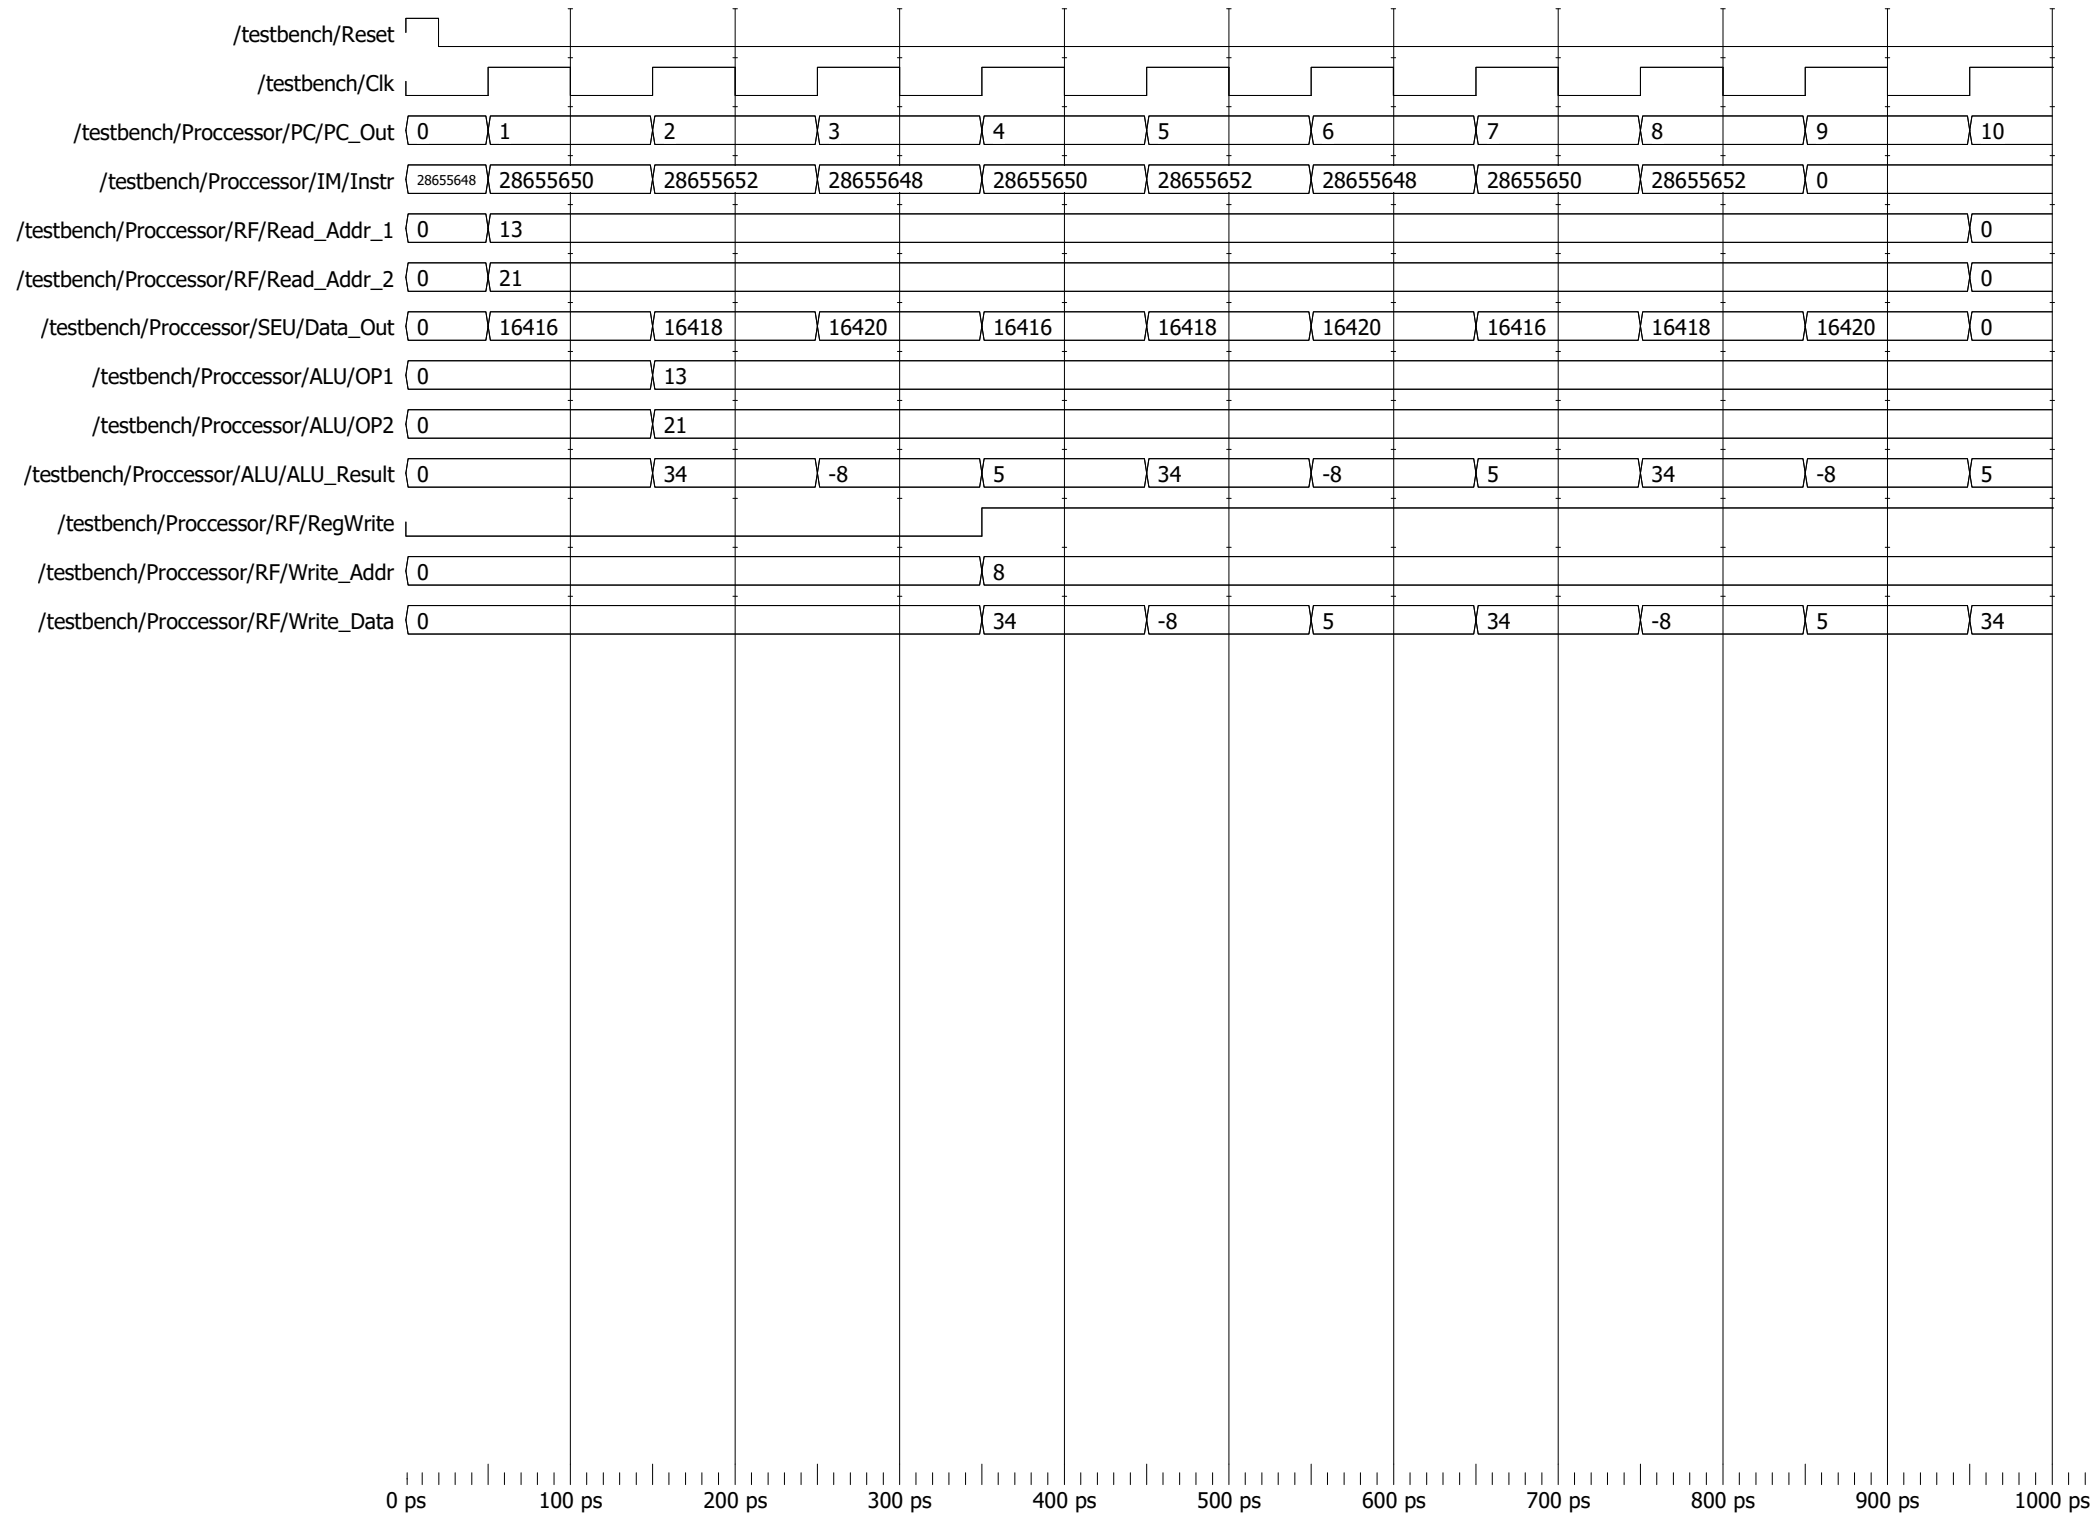 /testbench/Reset
/testbench/Clk
/testbench/Proccessor/PC/PC_Out 0 1 2 3 4 5 6 7 8 9 10
/testbench/Proccessor/IM/Instr 28655648 28655650 28655652 28655648 28655650 28655652 28655648 28655650 28655652 0
/testbench/Proccessor/RF/Read_Addr_1 0 13 0
/testbench/Proccessor/RF/Read_Addr_2 0 21 0
/testbench/Proccessor/SEU/Data_Out 0 16416 16418 16420 16416 16418 16420 16416 16418 16420 0
/testbench/Proccessor/ALU/OP1 0 13
/testbench/Proccessor/ALU/OP2 0 21
/testbench/Proccessor/ALU/ALU_Result 0 34 -8 5 34 -8 5 34 -8 5
/testbench/Proccessor/RF/RegWrite
/testbench/Proccessor/RF/Write_Addr 0 8
/testbench/Proccessor/RF/Write_Data 0 34 -8 5 34 -8 5 34
0 ps 100 ps 200 ps 300 ps 400 ps 500 ps 600 ps 700 ps 800 ps 900 ps 1000 ps